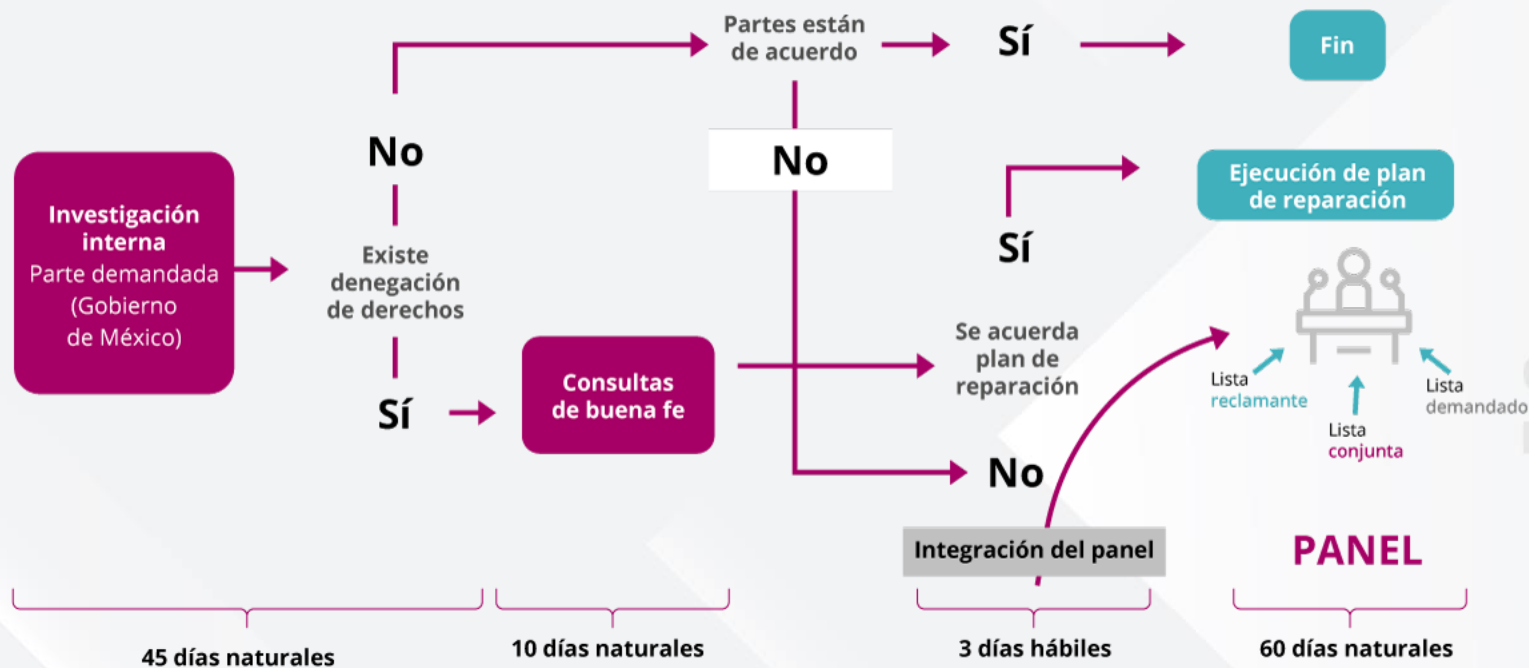 Partes están
de acuerdo
Sí
Fin
No
No
Investigación
interna
Parte demandada
(Gobierno
de México)
Existe
denegación
de derechos
Sí
Consultas
de buena fe
Sí
Ejecución de plan
de reparación
Se acuerda
plan de
reparación
No
Lista
reclamante
Lista
conjunta
Lista
demandado
Integración del panel
PANEL
45 días naturales
10 días naturales
3 días hábiles
60 días naturales